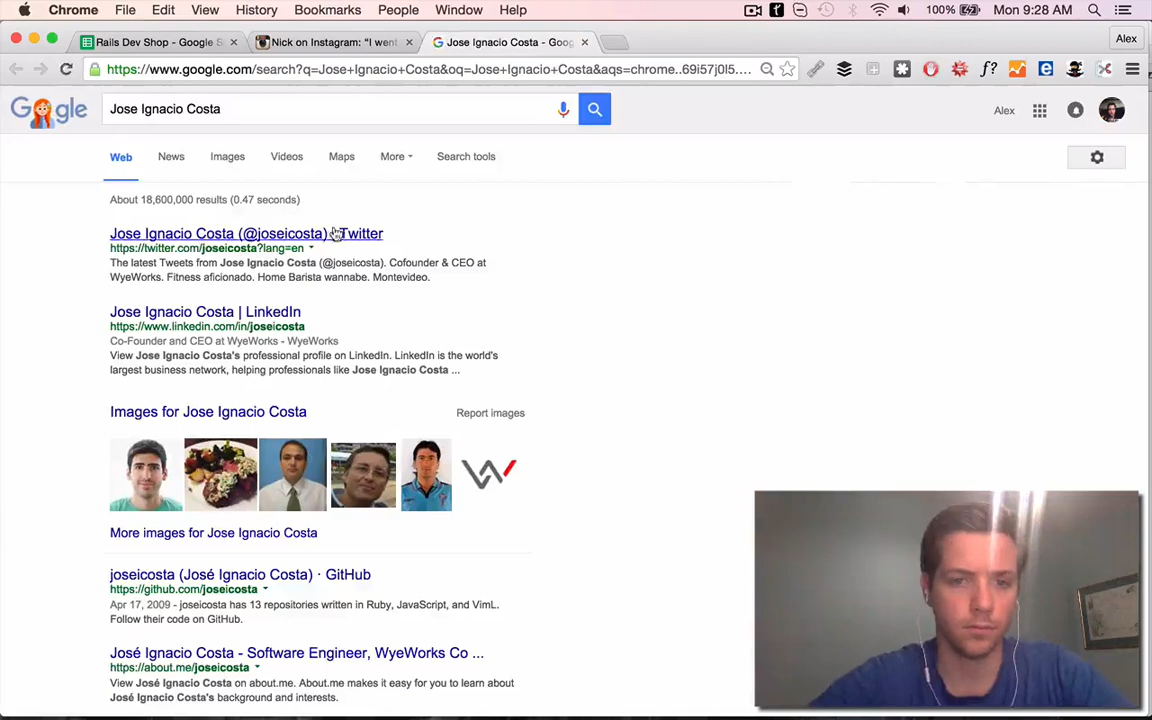 Chrome File Edit View History Bookmarks People Window Help 100% Mon 9:28 AM
Rails Dev Shop - Google S Nick on Instagram: “I went Jose Ignacio Costa - Goo Alex
https://www.google.com/search?q=Jose+Ignacio+Costa&oq=Jose+Ignacio+Costa&aqs=chrome..69i57j0l5....
Google Jose Ignacio Costa Alex
Web News Images Videos Maps More Search tools
About 18,600,000 results (0.47 seconds)
Jose Ignacio Costa (@joseicosta) Twitter
https://twitter.com/joseicosta?lang=en
The latest Tweets from Jose Ignacio Costa (@joseicosta). Cofounder & CEO at
WyeWorks. Fitness aficionado. Home Barista wannabe. Montevideo.
Jose Ignacio Costa | LinkedIn
https://www.linkedin.com/in/joseicosta
Co-Founder and CEO at WyeWorks - WyeWorks
View Jose Ignacio Costa's professional profile on LinkedIn. LinkedIn is the world's
largest business network, helping professionals like Jose Ignacio Costa ...
Images for Jose Ignacio Costa Report images
More images for Jose Ignacio Costa
joseicosta (José Ignacio Costa) · GitHub
https://github.com/joseicosta
Apr 17, 2009 - joseicosta has 13 repositories written in Ruby, JavaScript, and VimL.
Follow their code on GitHub.
José Ignacio Costa - Software Engineer, WyeWorks Co ...
https://about.me/joseicosta
View José Ignacio Costa on about.me. About.me makes it easy for you to learn about
José Ignacio Costa's background and interests.